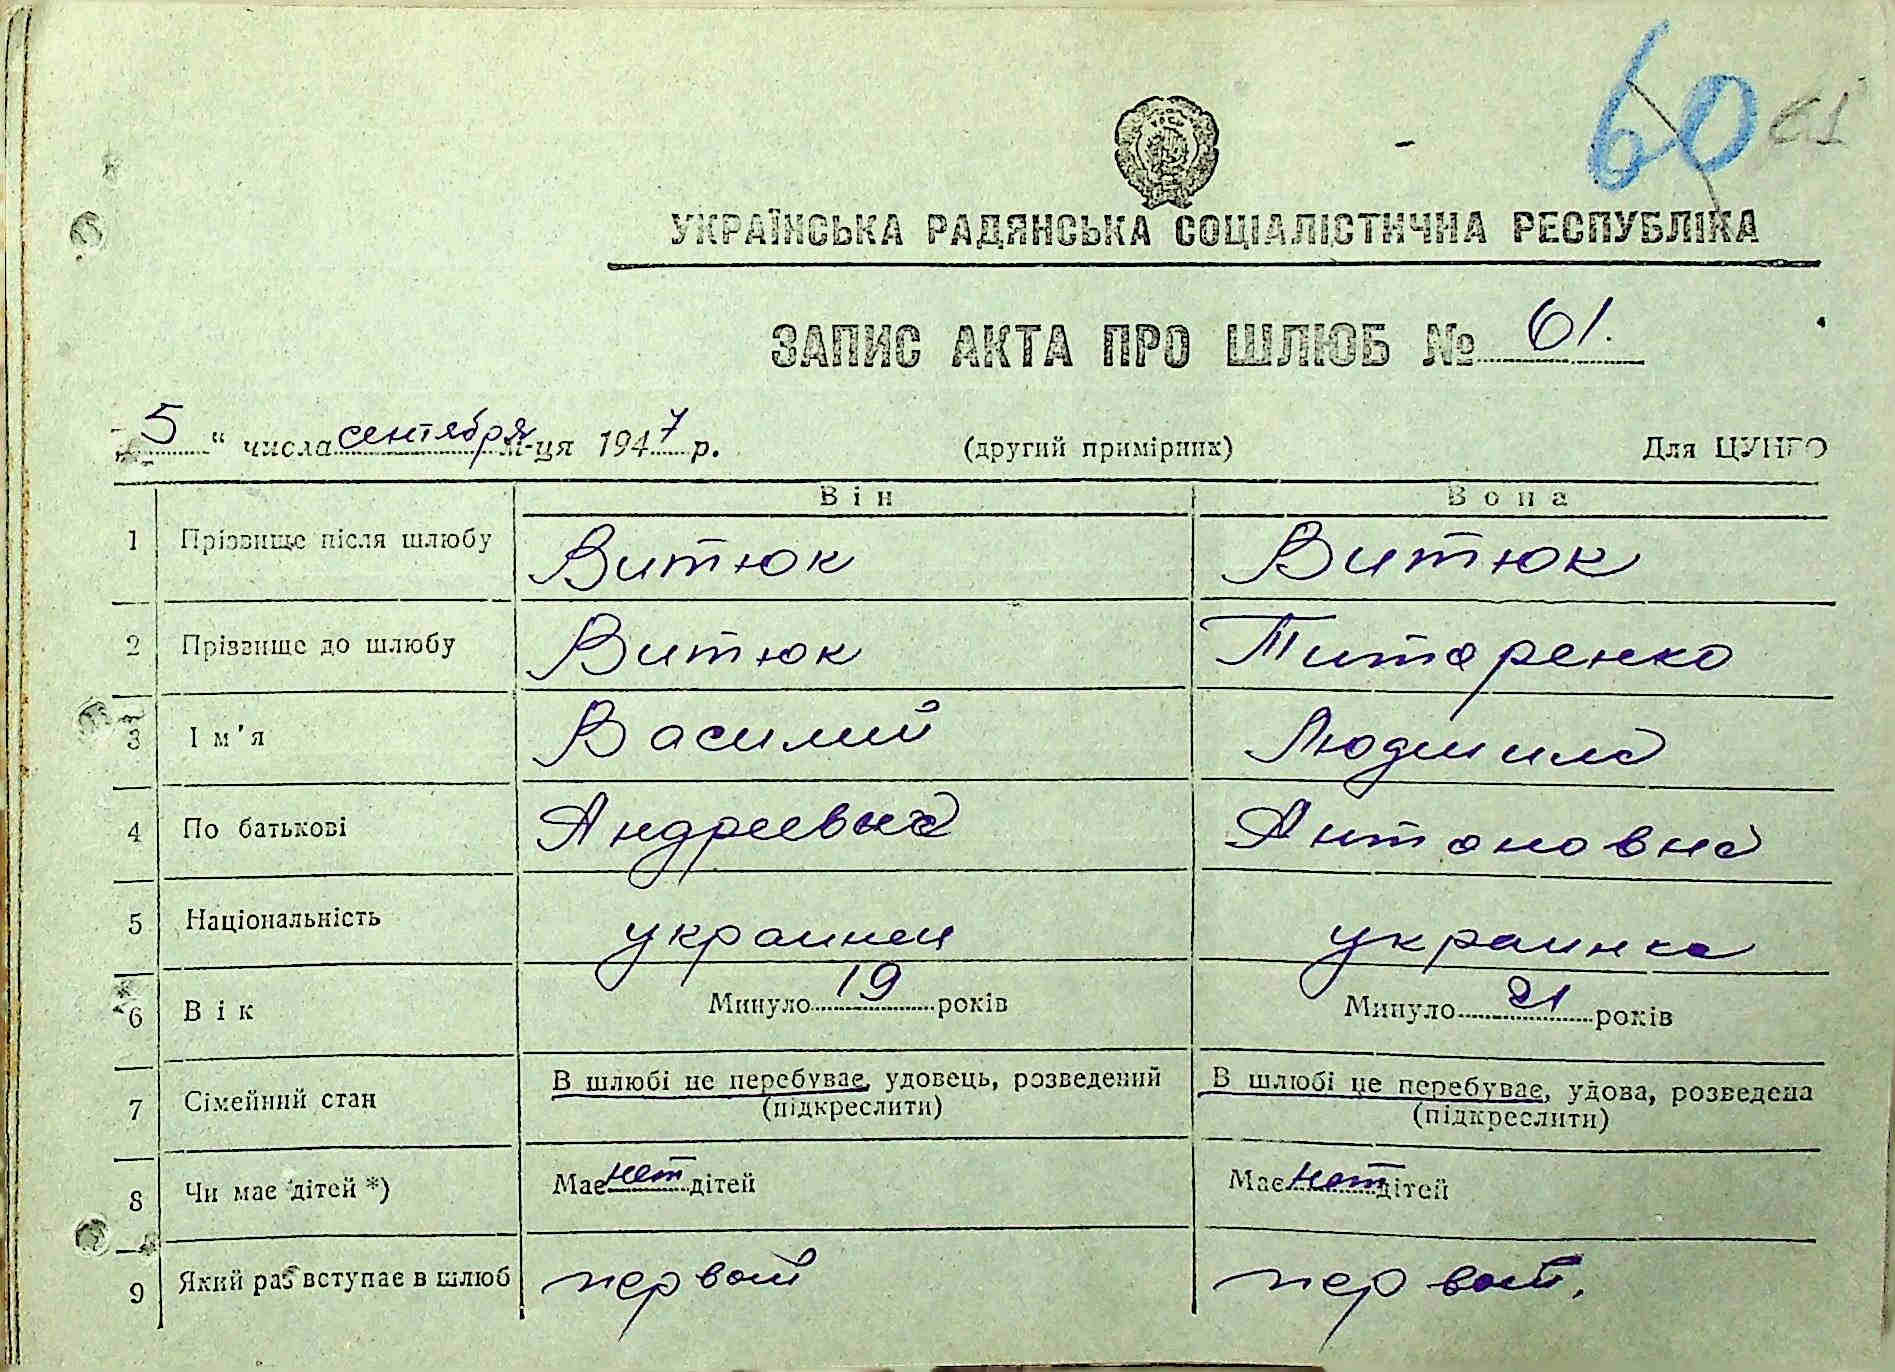 60 61
УКРАЇНСЬКА РАДЯНСЬКА СОЦІАЛІСТИЧНА РЕСПУБЛІКА
ЗАПИС АКТА ПРО ШЛЮБ № 61.
5 " числа сентября м-ця 1947 р. (другий примірник) Для ЦУНГО
Він Вона
1 Прізвище після шлюбу Витюк Витюк
2 Прізвище до шлюбу Витюк Титаренко
3 Ім'я Василий Людмила
4 По батькові Андреевич Антоновна
5 Національність украинец украинка
6 Вік Минуло 19 років Минуло 21 років
7 Сімейний стан В шлюбі не перебуває, удовець, розведений В шлюбі не перебуває, удова, розведена
(підкреслити) (підкреслити)
8 Чи має дітей *) Має нет дітей Має нет дітей
9 Який раз вступає в шлюб первый первый.